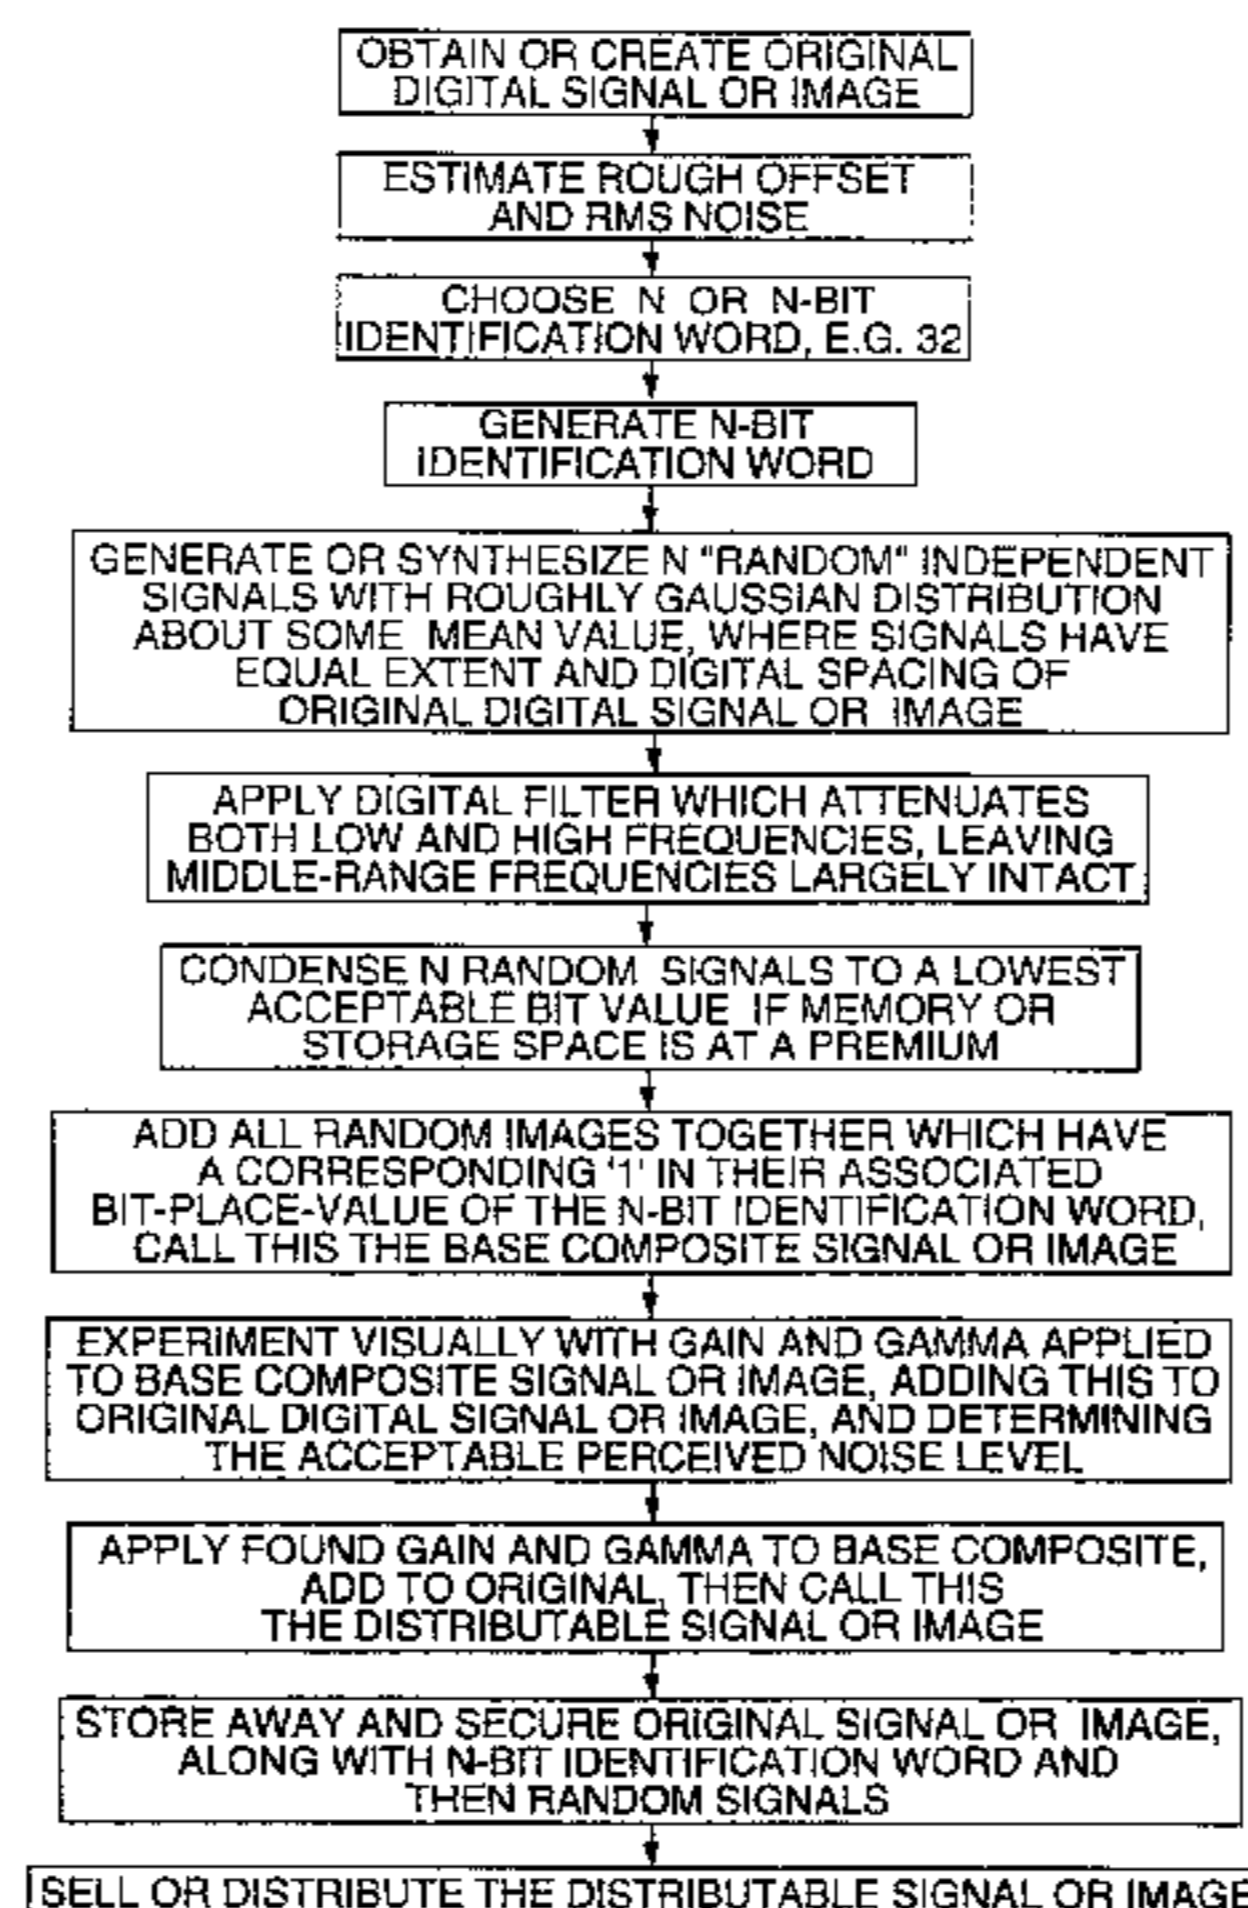 OBTAIN OR CREATE ORIGINAL
DIGITAL SIGNAL OR IMAGE
ESTIMATE ROUGH OFFSET
AND RMS NOISE
CHOOSE N OR N-BIT
IDENTIFICATION WORD, E.G. 32
GENERATE N-BIT
IDENTIFICATION WORD
GENERATE OR SYNTHESIZE N "RANDOM" INDEPENDENT
SIGNALS WITH ROUGHLY GAUSSIAN DISTRIBUTION
ABOUT SOME MEAN VALUE, WHERE SIGNALS HAVE
EQUAL EXTENT AND DIGITAL SPACING OF
ORIGINAL DIGITAL SIGNAL OR IMAGE
APPLY DIGITAL FILTER WHICH ATTENUATES
BOTH LOW AND HIGH FREQUENCIES, LEAVING
MIDDLE-RANGE FREQUENCIES LARGELY INTACT
CONDENSE N RANDOM SIGNALS TO A LOWEST
ACCEPTABLE BIT VALUE IF MEMORY OR
STORAGE SPACE IS AT A PREMIUM
ADD ALL RANDOM IMAGES TOGETHER WHICH HAVE
A CORRESPONDING '1' IN THEIR ASSOCIATED
BIT-PLACE-VALUE OF THE N-BIT IDENTIFICATION WORD,
CALL THIS THE BASE COMPOSITE SIGNAL OR IMAGE
EXPERIMENT VISUALLY WITH GAIN AND GAMMA APPLIED
TO BASE COMPOSITE SIGNAL OR IMAGE, ADDING THIS TO
ORIGINAL DIGITAL SIGNAL OR IMAGE, AND DETERMINING
THE ACCEPTABLE PERCEIVED NOISE LEVEL
APPLY FOUND GAIN AND GAMMA TO BASE COMPOSITE,
ADD TO ORIGINAL, THEN CALL THIS
THE DISTRIBUTABLE SIGNAL OR IMAGE
STORE AWAY AND SECURE ORIGINAL SIGNAL OR IMAGE,
ALONG WITH N-BIT IDENTIFICATION WORD AND
THEN RANDOM SIGNALS
SELL OR DISTRIBUTE THE DISTRIBUTABLE SIGNAL OR IMAGE